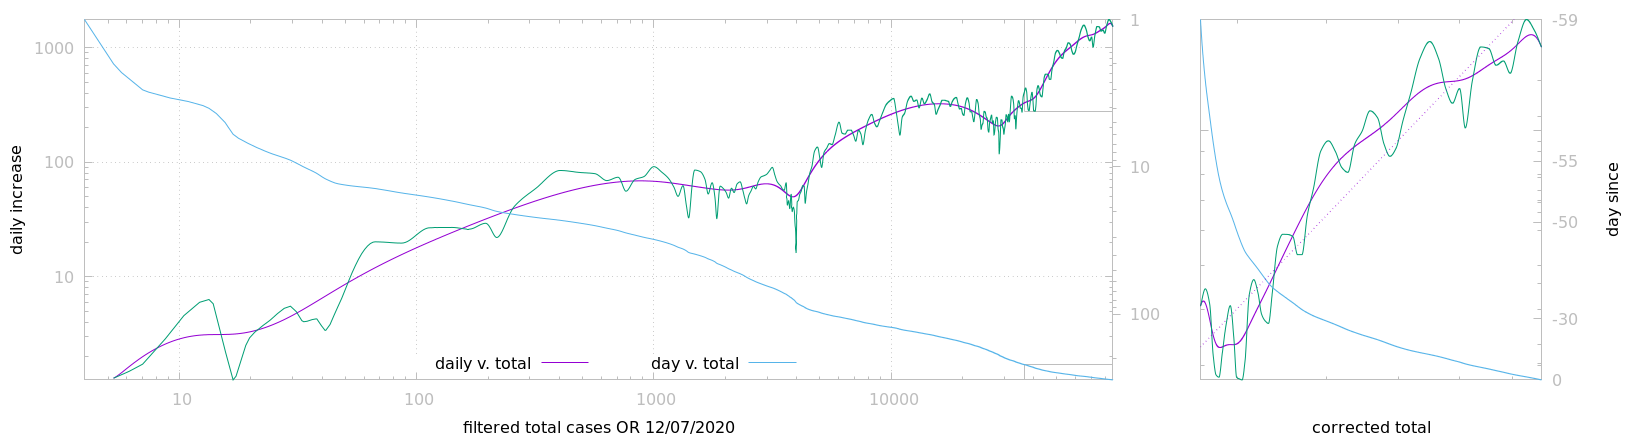 1000
100
10
daily increase
10
100
1000
10000
filtered total cases OR 12/07/2020
daily v. total
day v. total
1
10
100
-59
-55
-50
-30
0
day since
corrected total